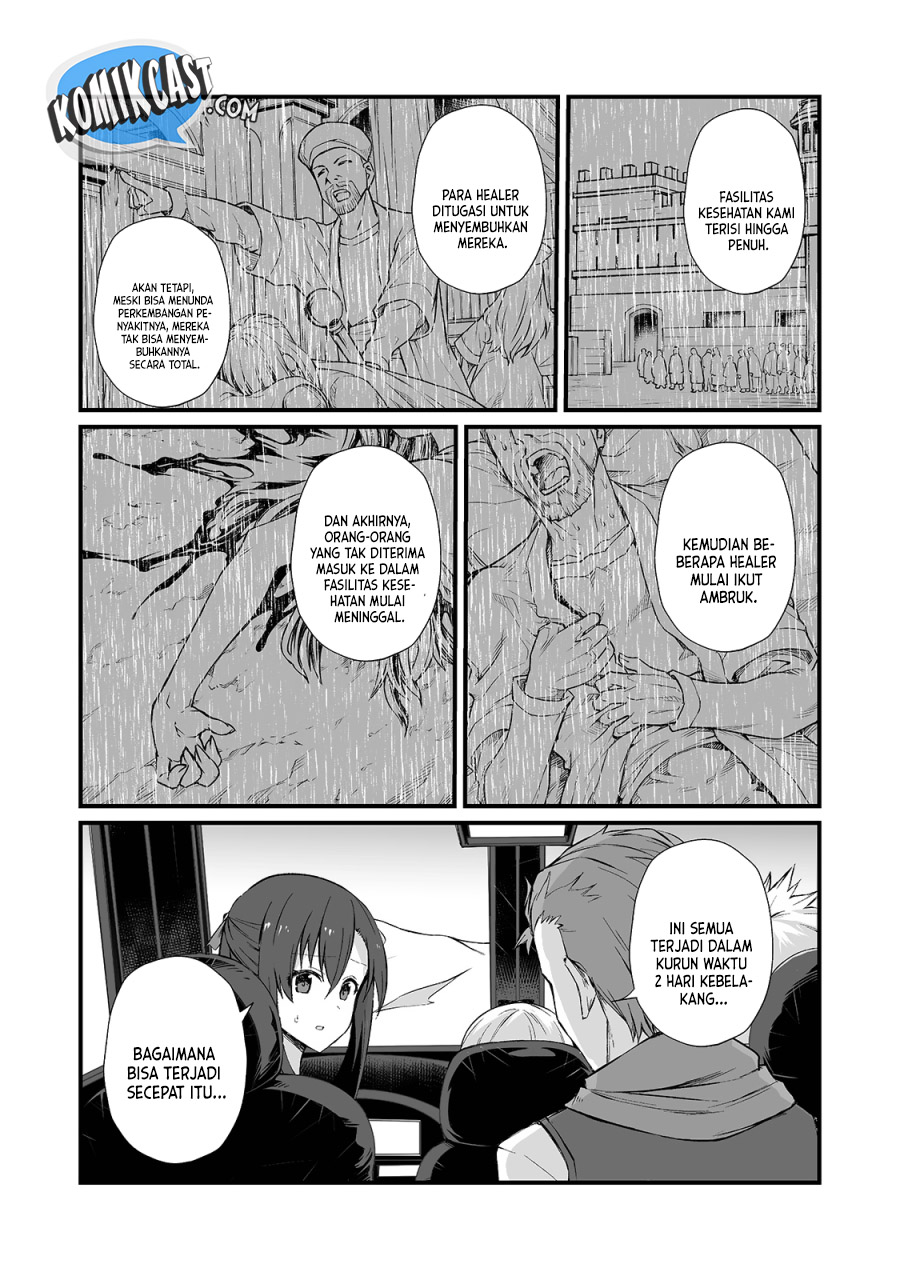 KOMIKCAST
.COM
FASILITAS
KESEHATAN KAMI
TERISI HINGGA
PENUH.
PARA HEALER
DITUGASI UNTUK
MENYEMBUHKAN
MEREKA.
AKAN TETAPI,
MESKI BISA MENUNDA
PERKEMBANGAN PE-
NYAKITNYA, MEREKA
TAK BISA MENYEM-
BUHKANNYA
SECARA TOTAL.
KEMUDIAN BE-
BERAPA HEALER
MULAI IKUT
AMBRUK.
DAN AKHIRNYA,
ORANG-ORANG
YANG TAK DITERIMA
MASUK KE DALAM
FASILITAS KESE-
HATAN MULAI
MENINGGAL.
INI SEMUA
TERJADI DALAM
KURUN WAKTU
2 HARI KEBELA-
KANG...
BAGAIMANA
BISA TERJADI
SECEPAT ITU...